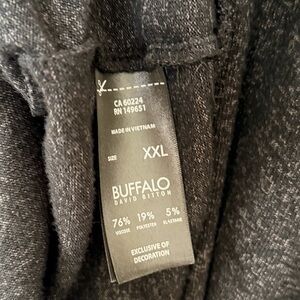 CA 60224
RN 149651
MADE IN VIETNAM
SIZE XXL
BUFFALO
DAVID BITTON
76% 19% 5%
VISCOSE POLYESTER ELASTANE
EXCLUSIVE OF
DECORATION